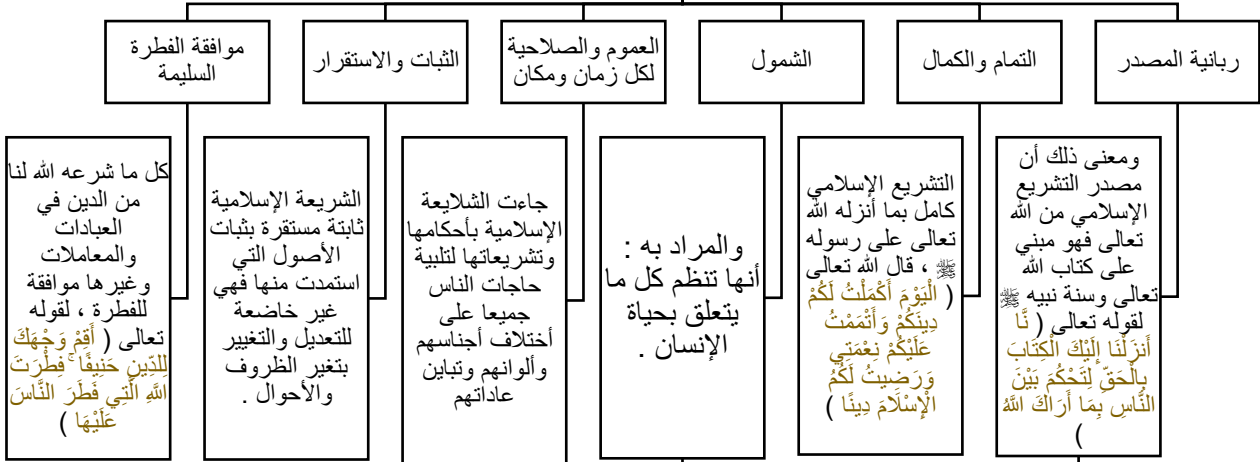 ربانية المصدر
التمام والكمال
الشمول
العموم والصلاحية
لكل زمان ومكان
الثبات والاستقرار
موافقة الفطرة
السليمة
ومعنى ذلك أن
مصدر التشريع
الإسلامي من الله
تعالى فهو مبني
على كتاب الله
تعالى وسنة نبيه ﷺ
لقوله تعالى ( نَّا
أَنزَلْنَا إِلَيْكَ الْكِتَابَ
بِالْحَقِّ لِتَحْكُمَ بَيْنَ
النَّاسِ بِمَا أَرَاكَ اللَّهُ
)
التشريع الإسلامي
كامل بما أنزله الله
تعالى على رسوله
ﷺ ، قال الله تعالى
( الْيَوْمَ أَكْمَلْتُ لَكُمْ
دِينَكُمْ وَأَتْمَمْتُ
عَلَيْكُمْ نِعْمَتِي
وَرَضِيتُ لَكُمُ
الْإِسْلَامَ دِينًا )
والمراد به :
أنها تنظم كل ما
يتعلق بحياة
الإنسان .
جاءت الشلايعة
الإسلامية بأحكامها
وتشريعاتها لتلبية
حاجات الناس
جميعا على
أختلاف أجناسهم
وألوانهم وتباين
عاداتهم
الشريعة الإسلامية
ثابتة مستقرة بثبات
الأصول التي
استمدت منها فهي
غير خاضعة
للتعديل والتغيير
بتغير الظروف
والأحوال .
كل ما شرعه الله لنا
من الدين في
العبادات
والمعاملات
وغيرها موافقة
للفطرة ، لقوله
تعالى ( أَقِمْ وَجْهَكَ
لِلدِّينِ حَنِيفًا ۚ فِطْرَتَ
اللَّهِ الَّتِي فَطَرَ النَّاسَ
عَلَيْهَا )